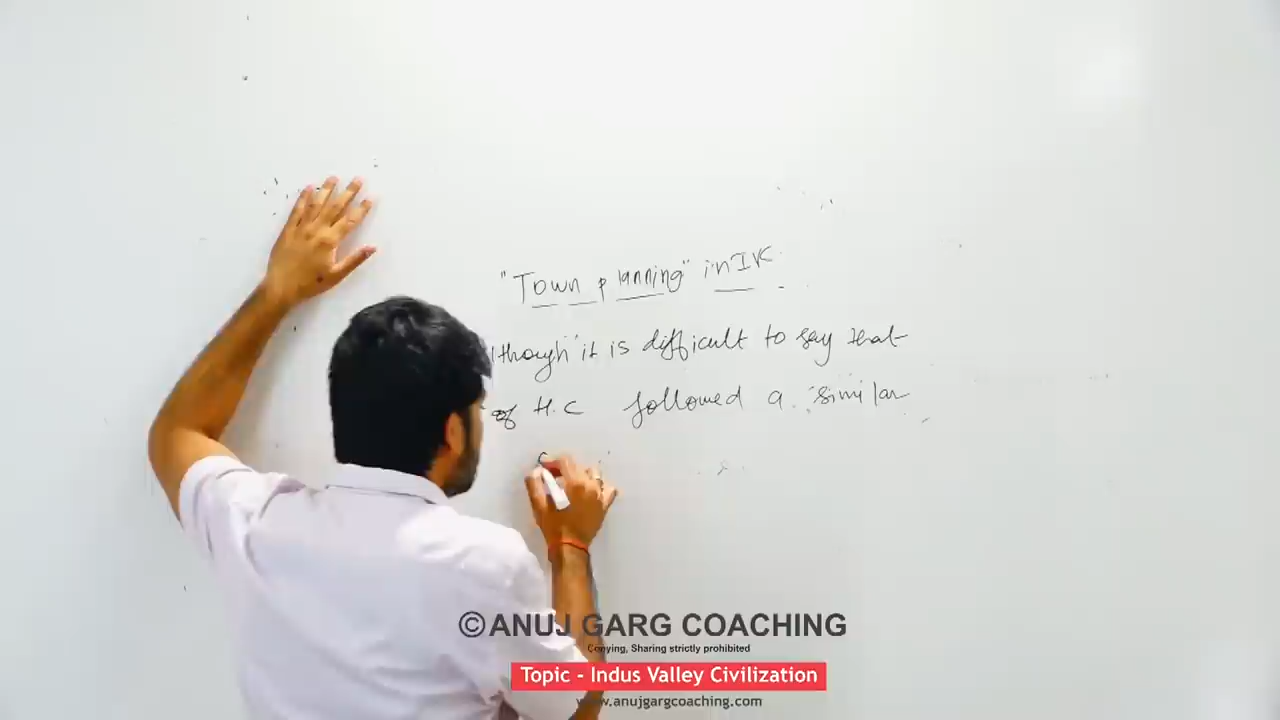 "Town planning" in IVC
lthough it is difficult to say that
of H.C followed a similar
©ANUJ GARG COACHING
Copying, Sharing strictly prohibited
Topic - Indus Valley Civilization
www.anujgargcoaching.com